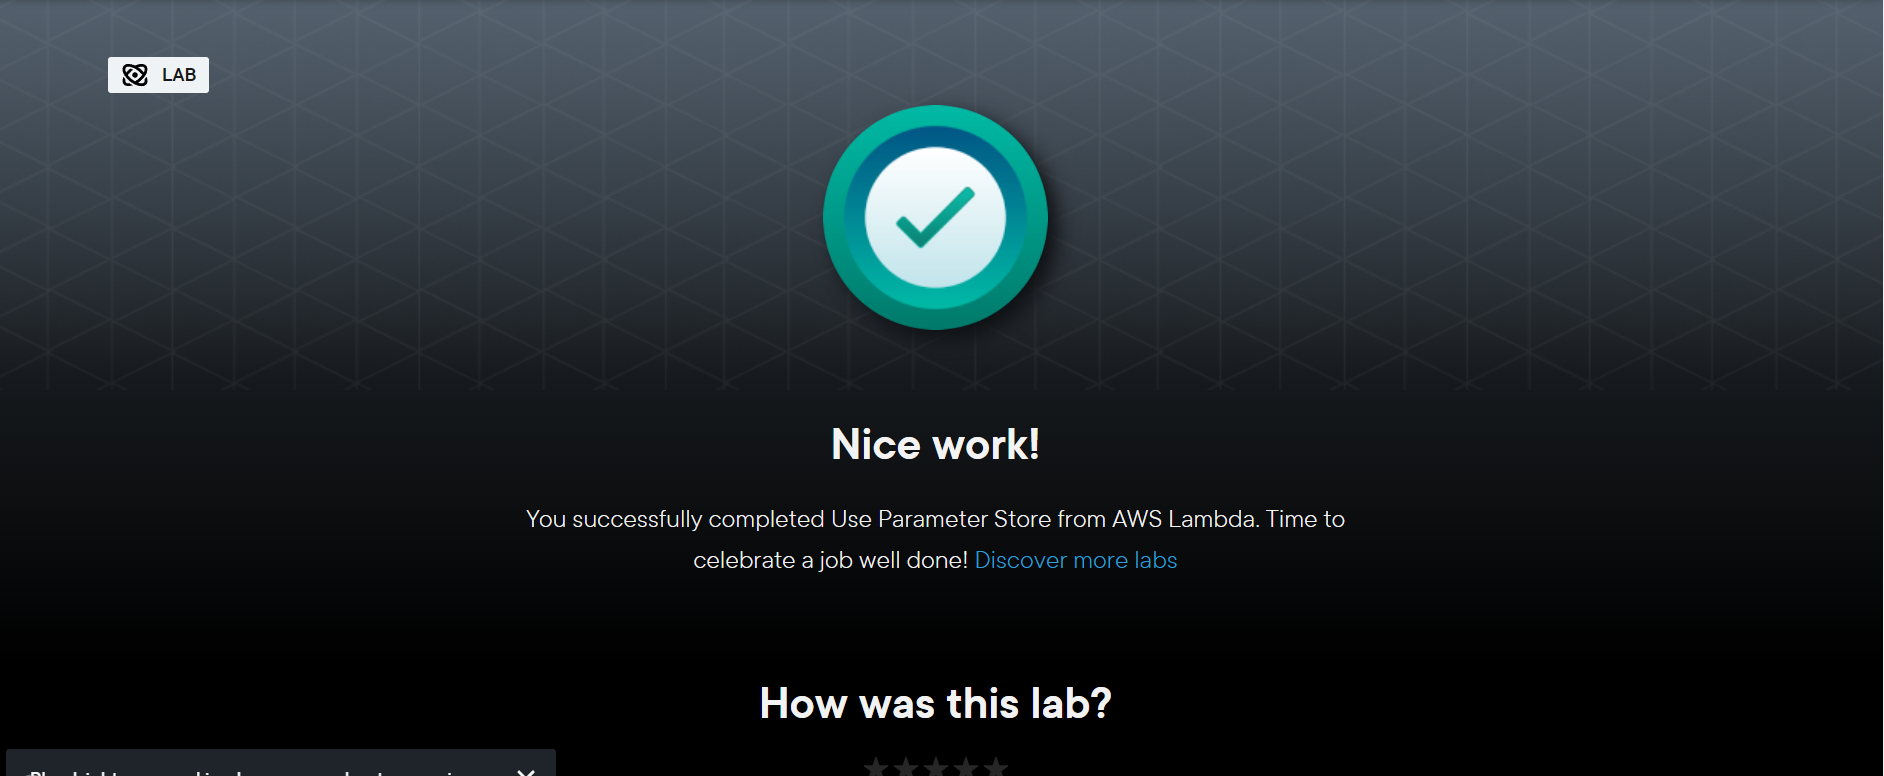 LAB
Nice work!
You successfully completed Use Parameter Store from AWS Lambda. Time to
celebrate a job well done! Discover more labs
How was this lab?